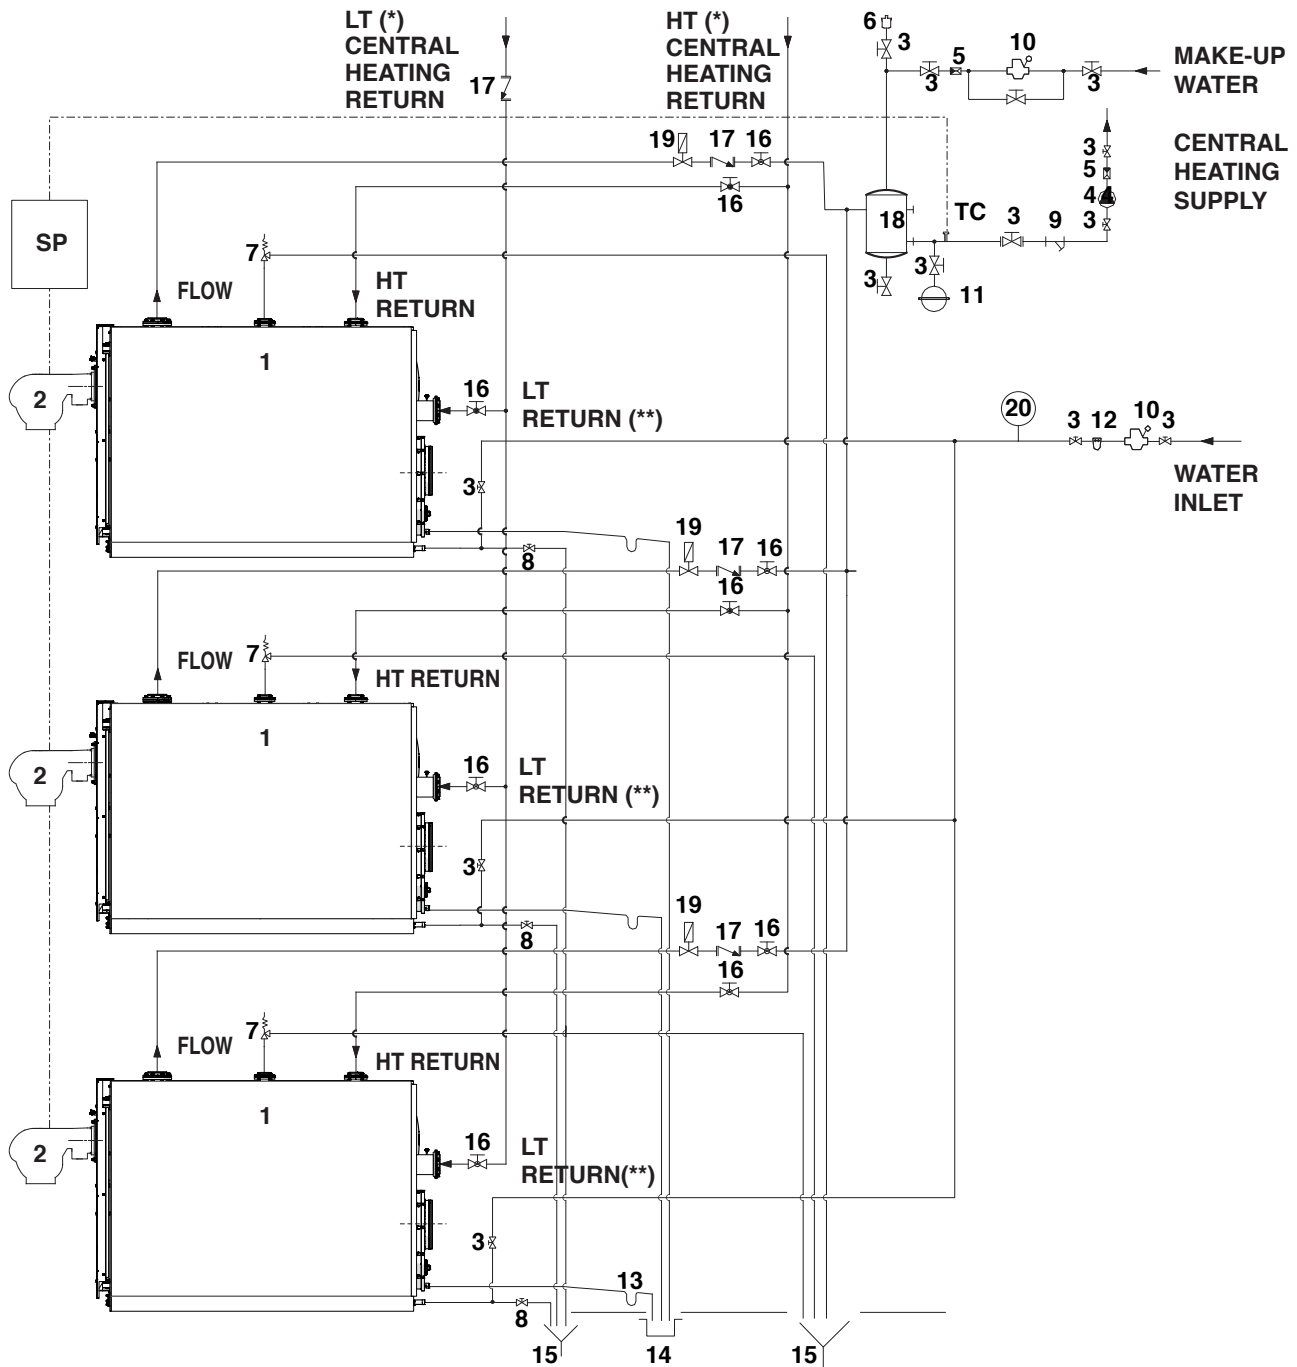 LT (*)
CENTRAL
HEATING
RETURN
17
HT (*)
CENTRAL
HEATING
RETURN
6
3
5
10
3
3
MAKE-UP
WATER
CENTRAL
HEATING
SUPPLY
3
5
4
3
19
17
16
16
18
TC
3
9
3
3
11
SP
7
FLOW
HT
RETURN
1
2
16
LT
RETURN (**)
20
3
12
10
3
WATER
INLET
3
8
19
17
16
16
7
FLOW
HT RETURN
1
2
16
LT
RETURN (**)
3
8
19
17
16
16
7
FLOW
HT RETURN
1
2
16
LT
RETURN(**)
3
13
8
15
14
15